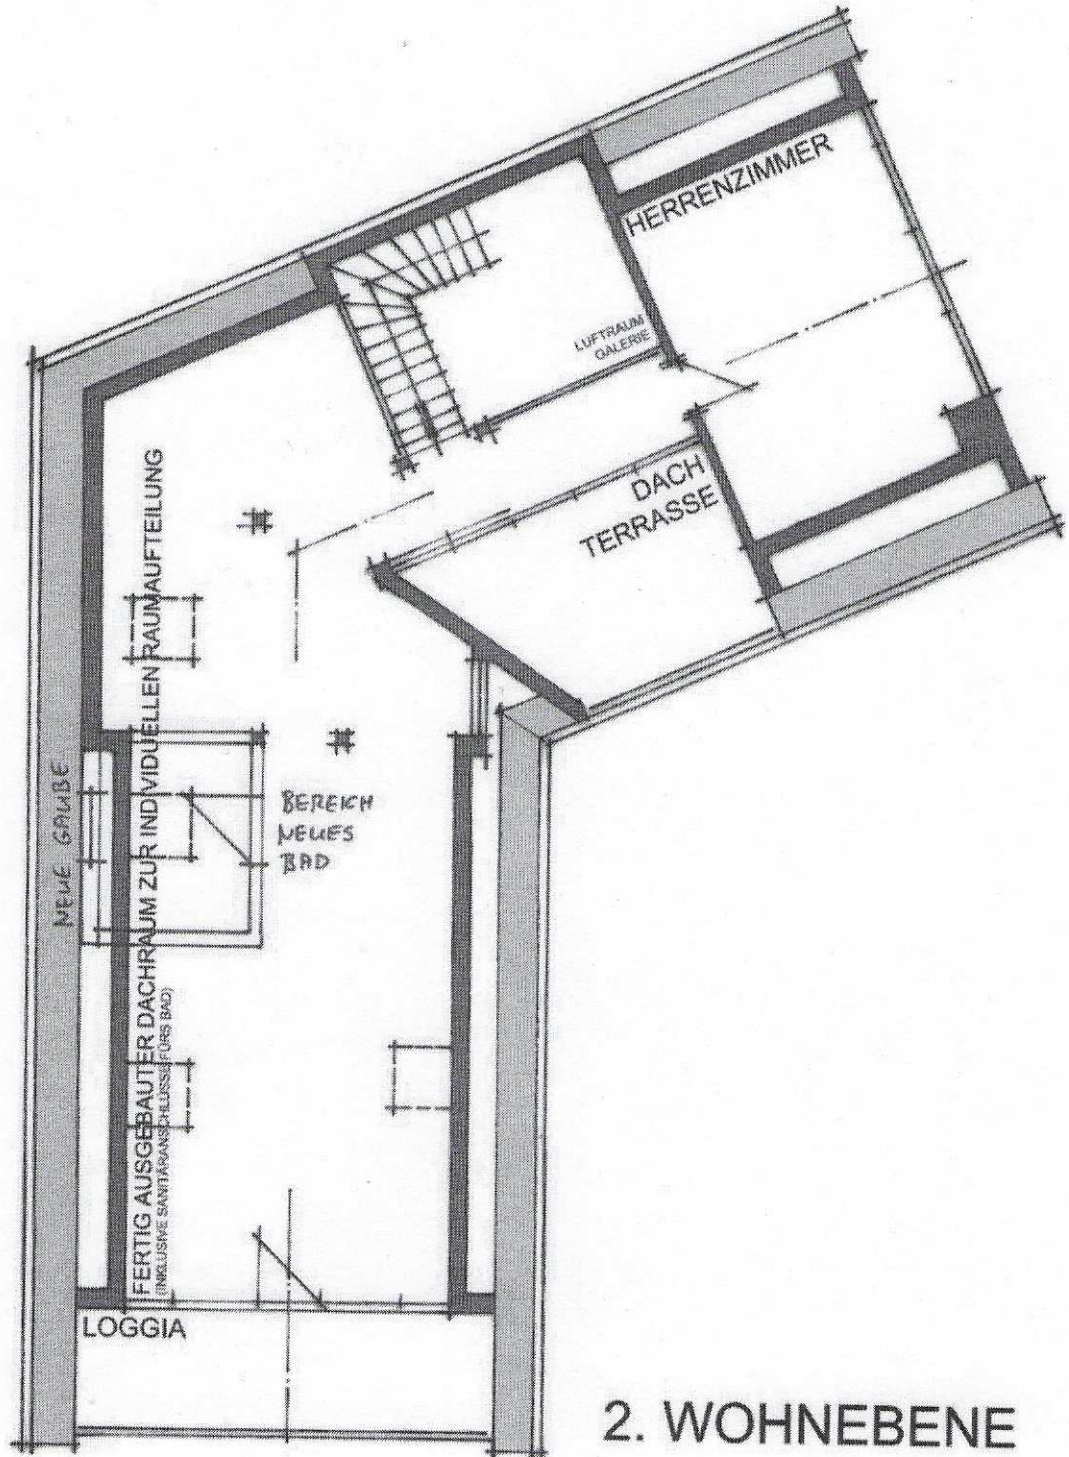 HERRENZIMMER
LUFTRAUM
GALERIE
DACH
TERRASSE
FERTIG AUSGEBAUTER DACHRAUM ZUR INDIVIDUELLEN RAUMAUFTEILUNG
(INKLUSIVE SANITÄRANSCHLÜSSE FÜRS BAD)
NEUE GAUBE
BEREICH
NEUES
BAD
LOGGIA
2. WOHNEBENE